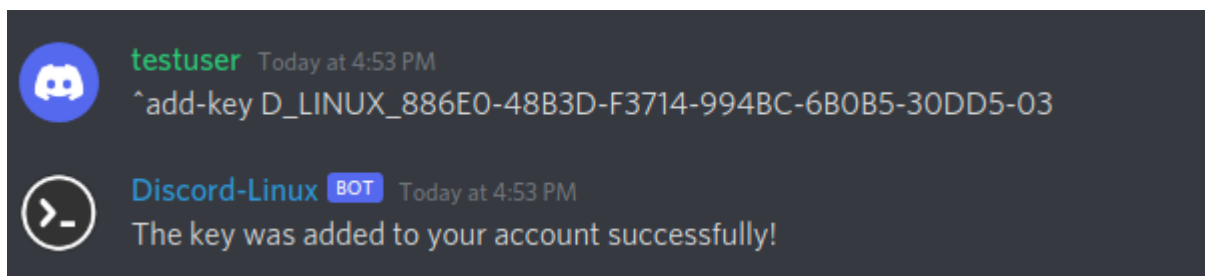 testuser Today at 4:53 PM
^add-key D_LINUX_886E0-48B3D-F3714-994BC-6B0B5-30DD5-03
Discord-Linux BOT Today at 4:53 PM
The key was added to your account successfully!